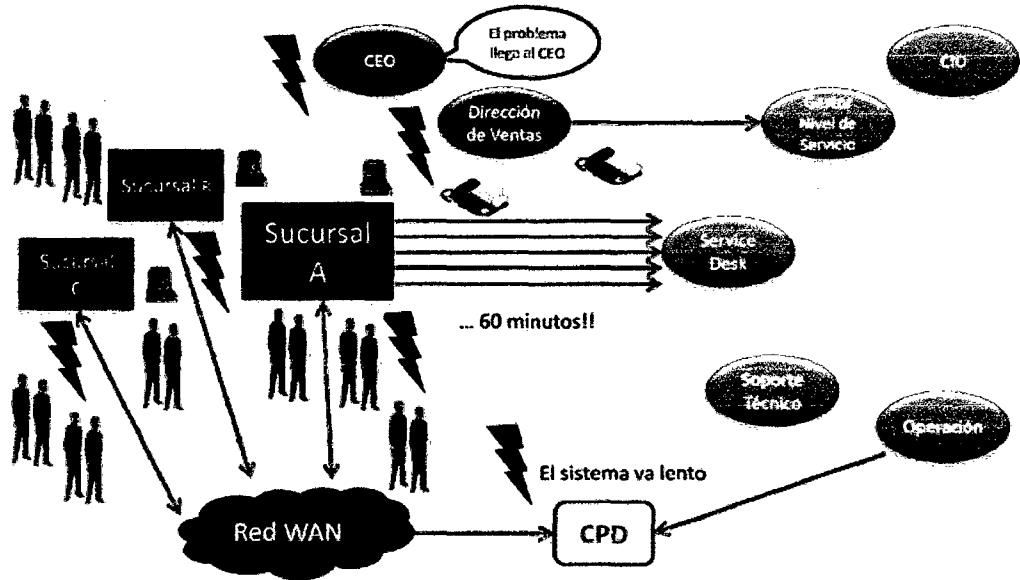 El problema
llega al CEO
CEO
CIO
Dirección
de Ventas
Nivel de
Servicio
Sucursal B
Sucursal
A
Sucursal
C
Service
Desk
... 60 minutos!!
Soporte
Técnico
Operación
El sistema va lento
Red WAN
CPD